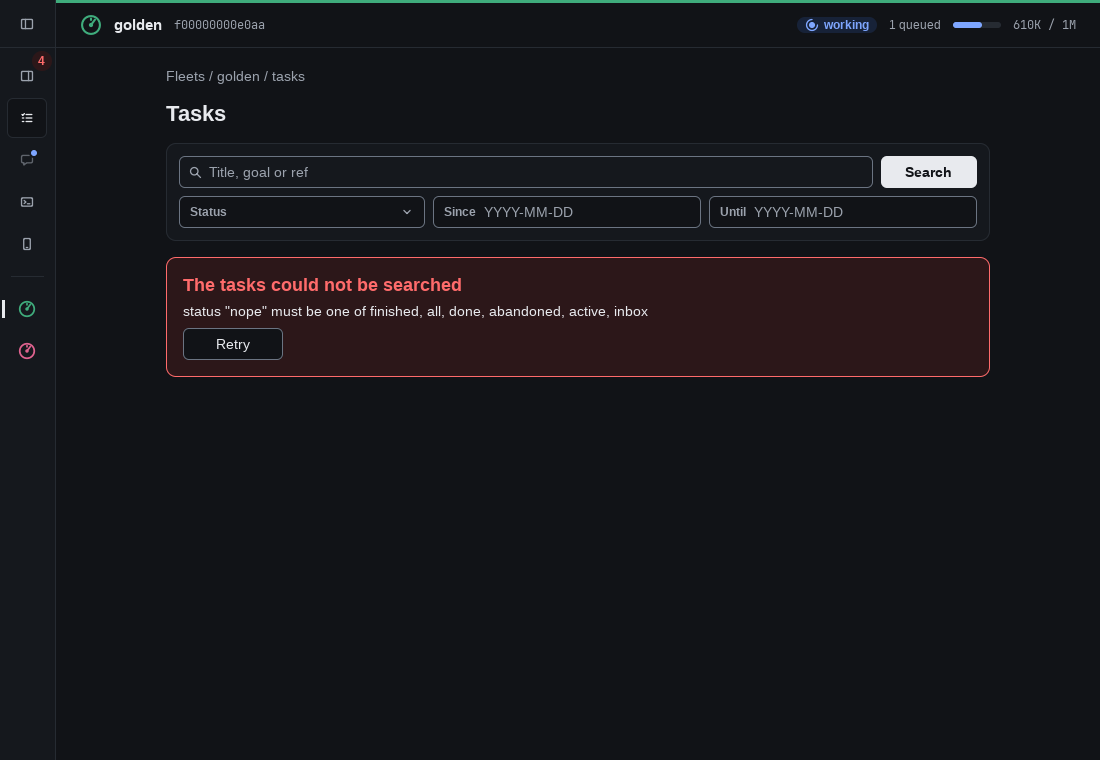 golden f00000000e0aa working 1 queued 610K / 1M
4
Fleets / golden / tasks
Tasks
Title, goal or ref Search
Status Since YYYY-MM-DD Until YYYY-MM-DD
The tasks could not be searched
status "nope" must be one of finished, all, done, abandoned, active, inbox
Retry